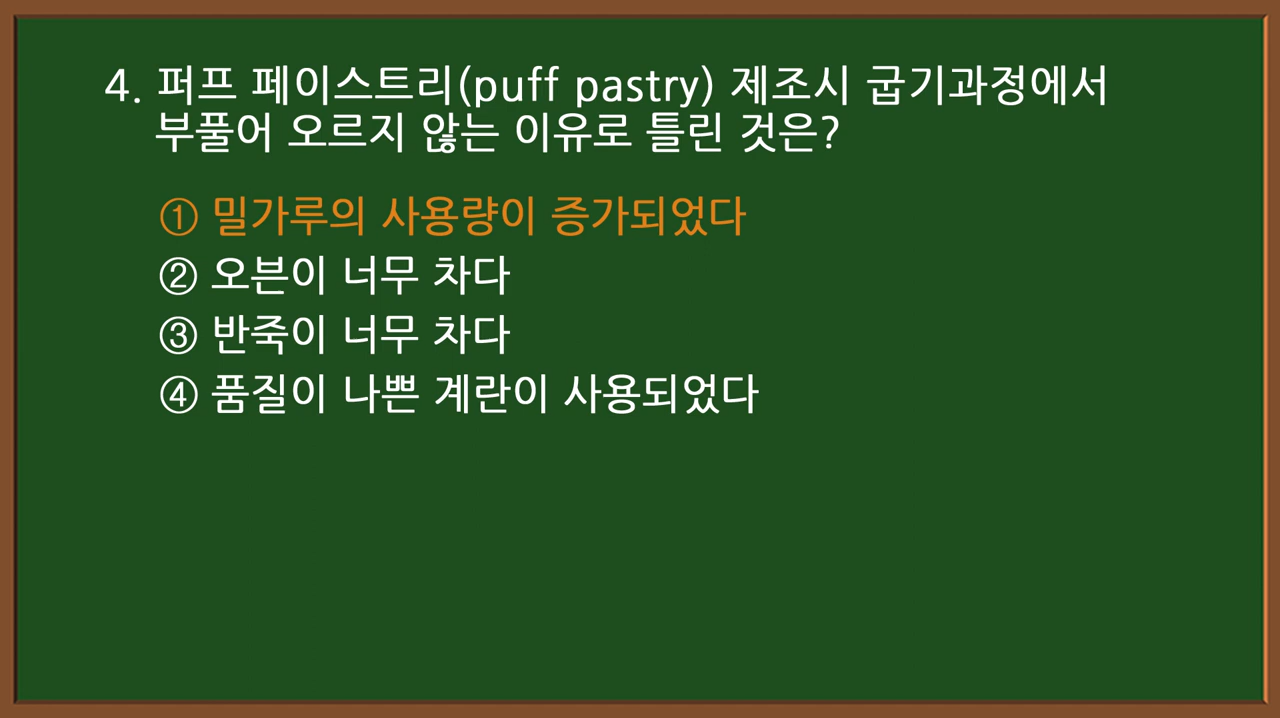 4. 퍼프 페이스트리(puff pastry) 제조시 굽기과정에서
부풀어 오르지 않는 이유로 틀린 것은?
① 밀가루의 사용량이 증가되었다
② 오븐이 너무 차다
③ 반죽이 너무 차다
④ 품질이 나쁜 계란이 사용되었다